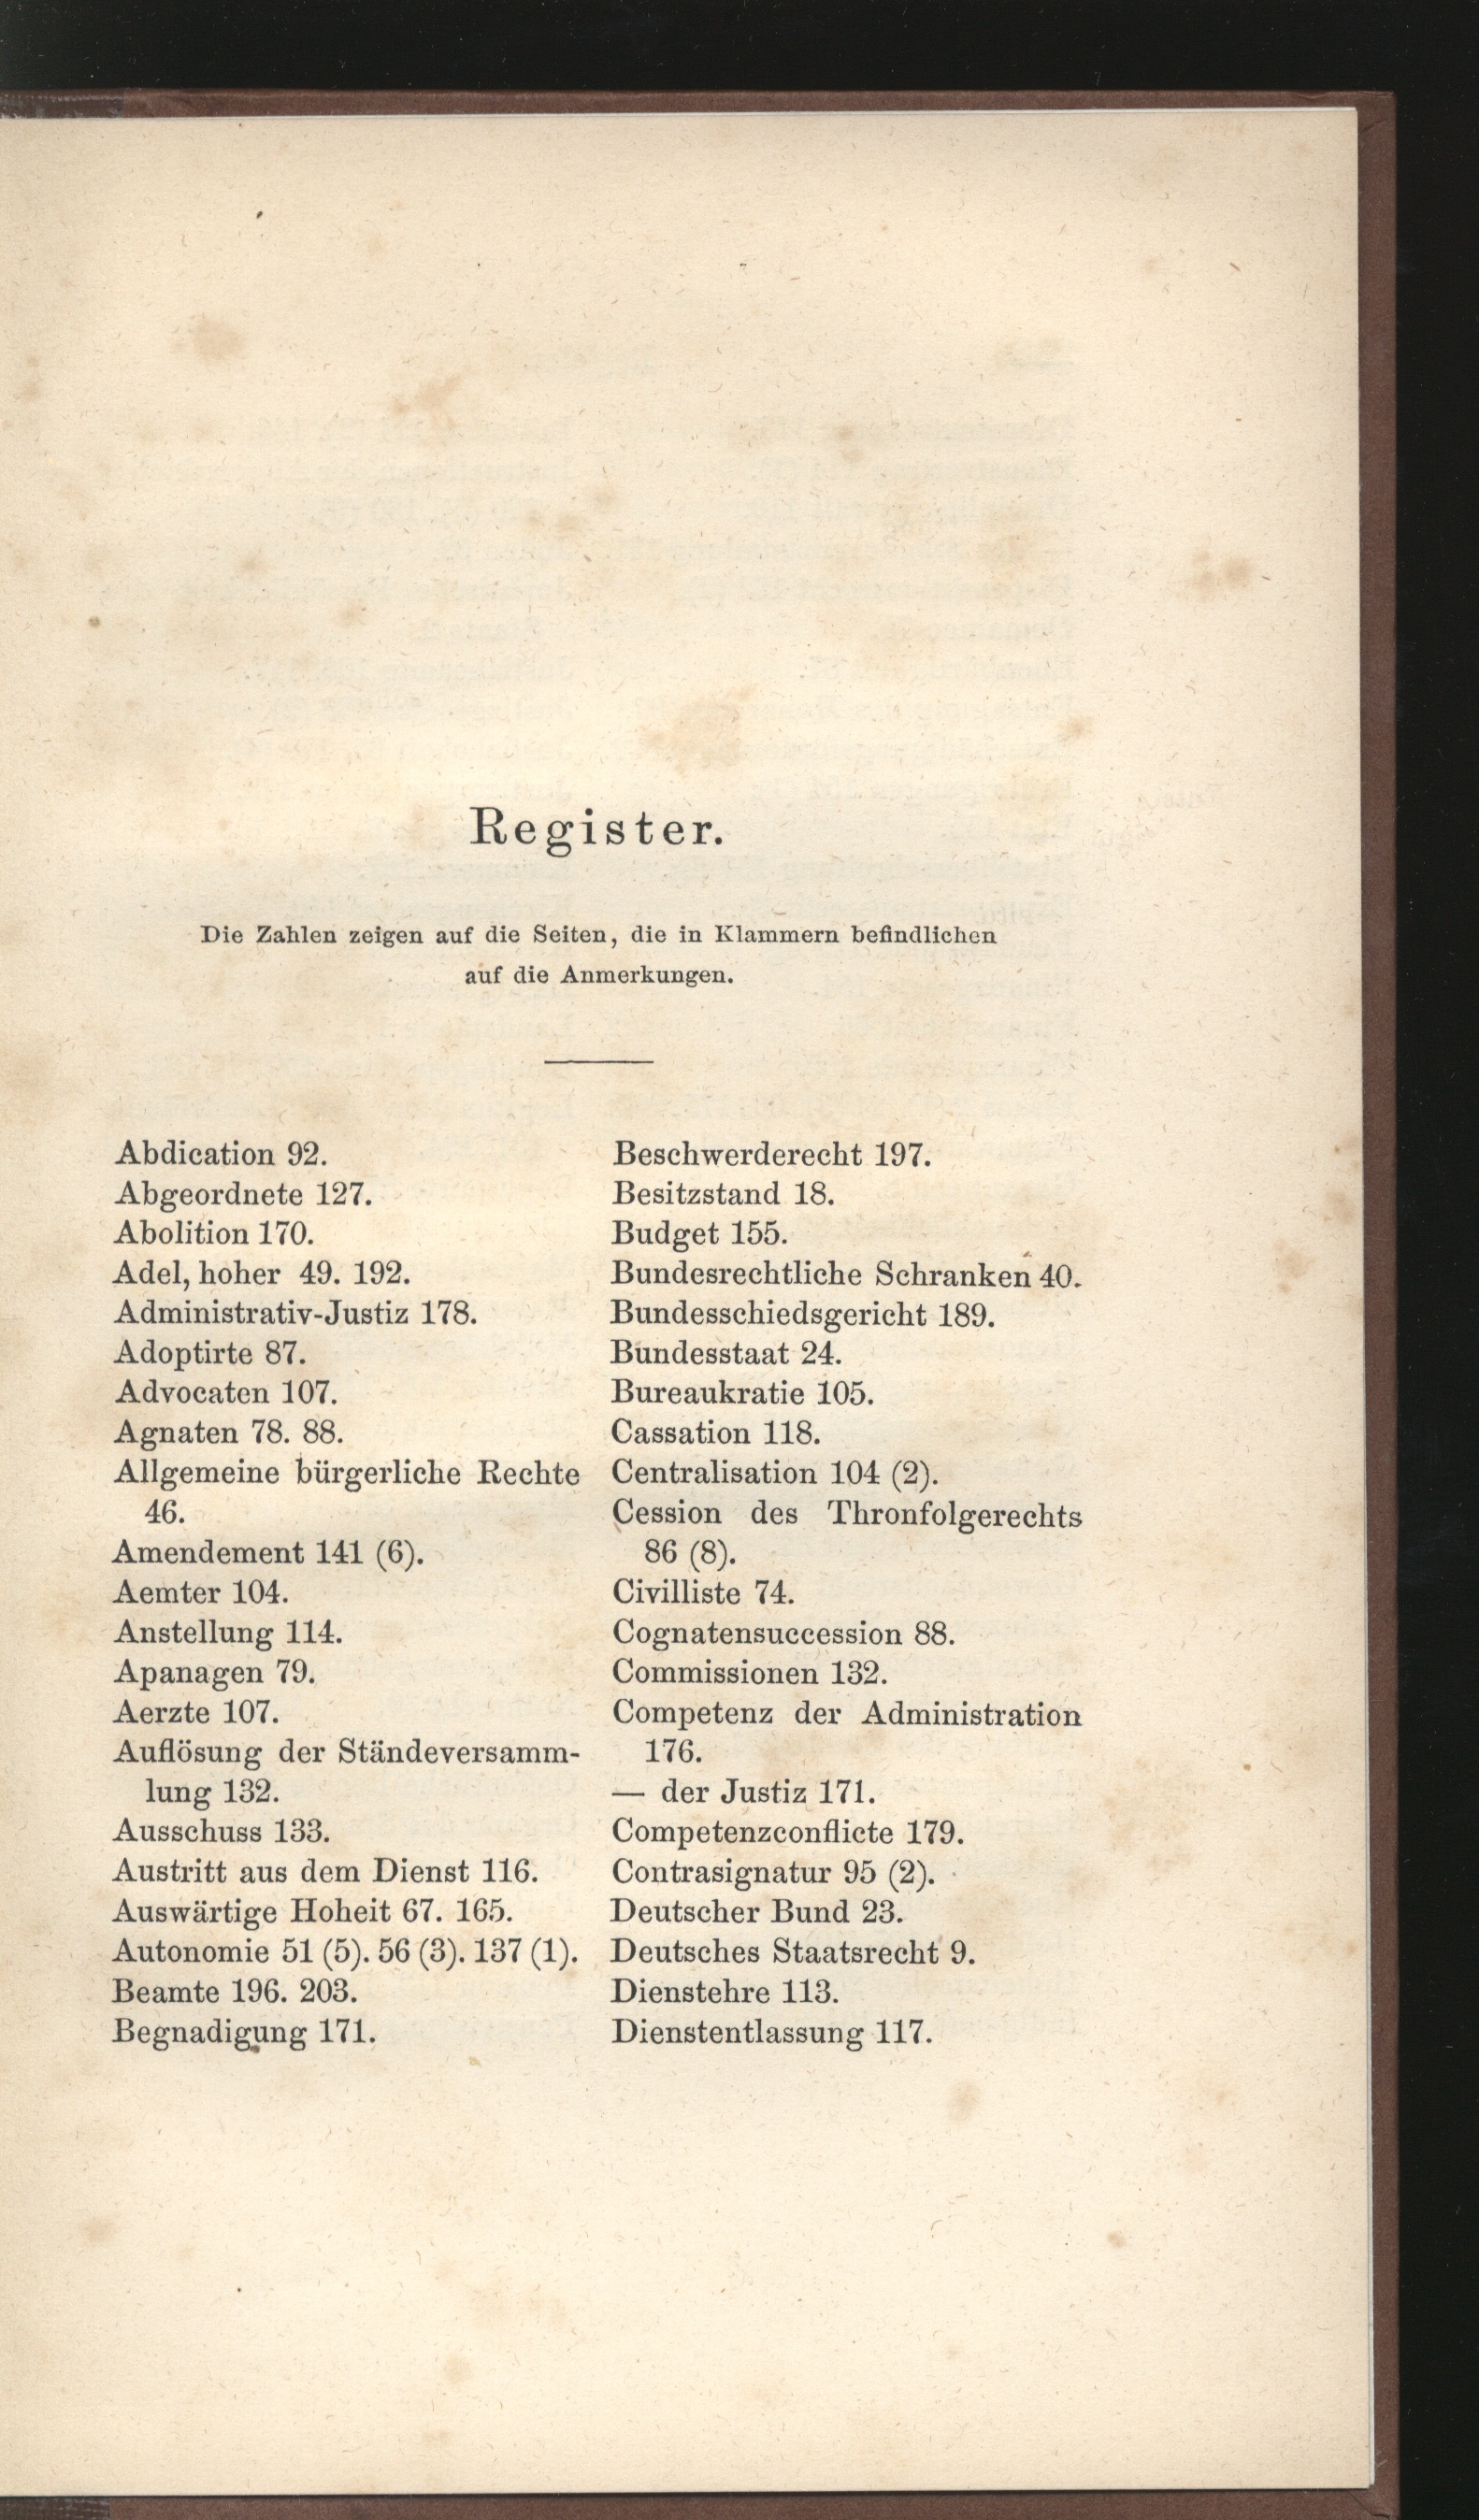 Register.
Die Zahlen zeigen auf die Seiten, die in Klammern befindlichen
auf die Anmerkungen.
Abdication 92.
Abgeordnete 127.
Abolition 170.
Adel, hoher 49. 192.
Administrativ-Justiz 178.
Adoptirte 87.
Advocaten 107.
Agnaten 78. 88.
Allgemeine bürgerliche Rechte
46.
Amendement 141 (6).
Aemter 104.
Anstellung 114.
Apanagen 79.
Aerzte 107.
Auflösung der Ständeversamm-
lung 132.
Ausschuss 133.
Austritt aus dem Dienst 116.
Auswärtige Hoheit 67. 165.
Autonomie 51 (5). 56 (3). 137 (1).
Beamte 196. 203.
Begnadigung 171.
Beschwerderecht 197.
Besitzstand 18.
Budget 155.
Bundesrechtliche Schranken 40.
Bundesschiedsgericht 189.
Bundesstaat 24.
Bureaukratie 105.
Cassation 118.
Centralisation 104 (2).
Cession des Thronfolgerechts
86 (8).
Civilliste 74.
Cognatensuccession 88.
Commissionen 132.
Competenz der Administration
176.
— der Justiz 171.
Competenzconflicte 179.
Contrasignatur 95 (2).
Deutscher Bund 23.
Deutsches Staatsrecht 9.
Dienstehre 113.
Dienstentlassung 117.